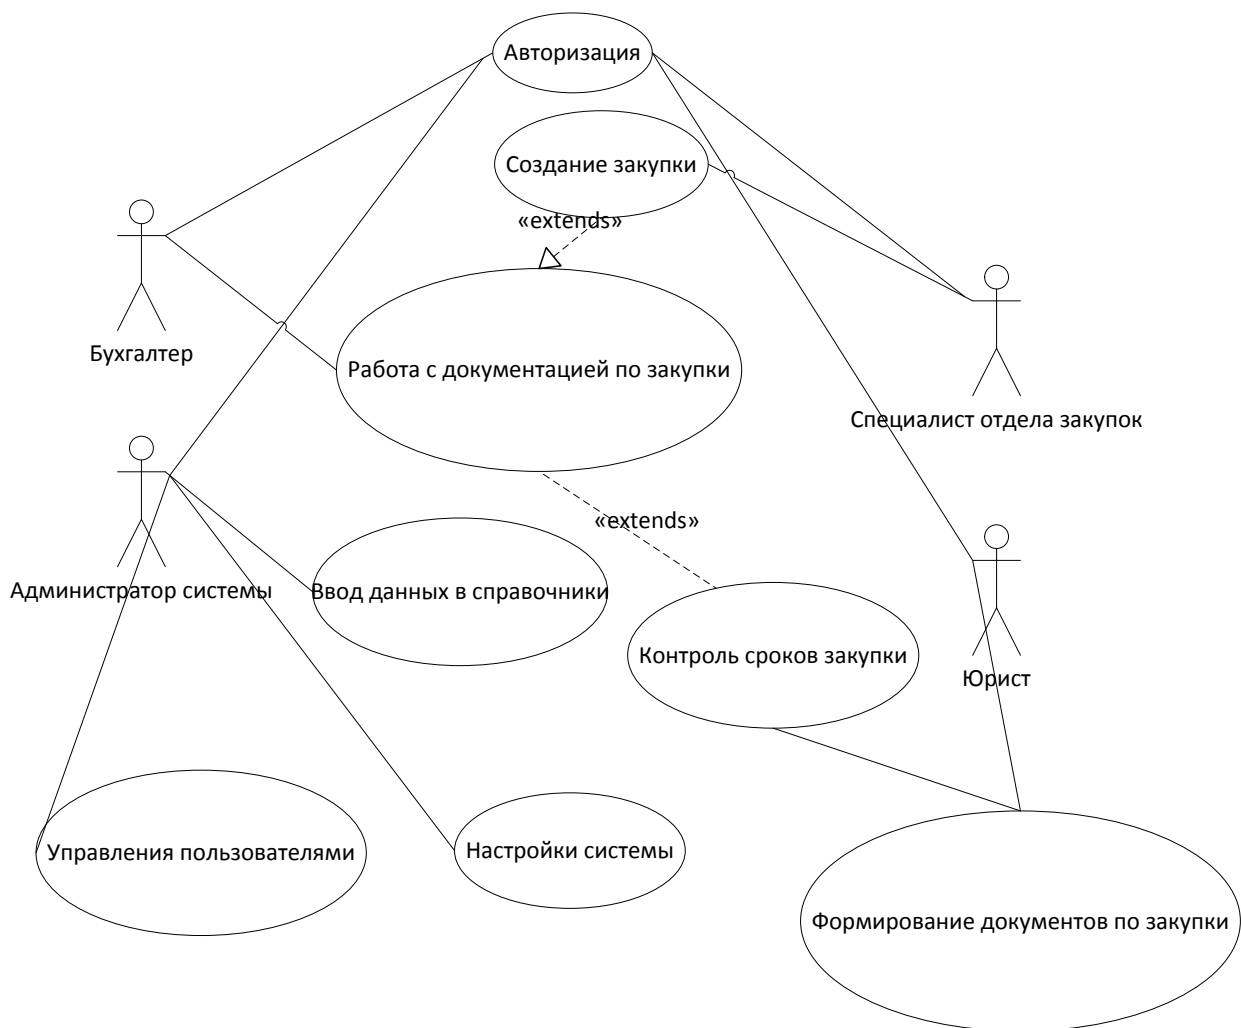 Авторизация
Создание закупки
«extends»
Бухгалтер
Работа с документацией по закупки
Специалист отдела закупок
«extends»
Администратор системы
Ввод данных в справочники
Контроль сроков закупки
Юрист
Управления пользователями
Настройки системы
Формирование документов по закупки